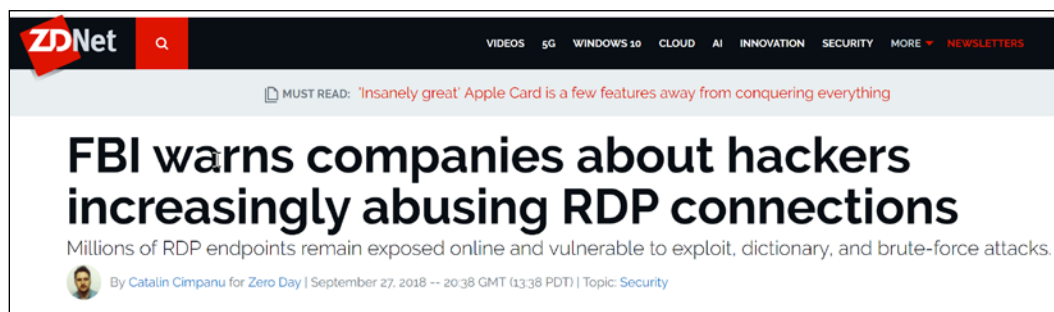 ZDNet
VIDEOS 5G WINDOWS 10 CLOUD AI INNOVATION SECURITY MORE NEWSLETTERS
MUST READ: 'Insanely great' Apple Card is a few features away from conquering everything
FBI warns companies about hackers
increasingly abusing RDP connections
Millions of RDP endpoints remain exposed online and vulnerable to exploit, dictionary, and brute-force attacks.
By Catalin Cimpanu for Zero Day | September 27, 2018 -- 20:38 GMT (13:38 PDT) | Topic: Security